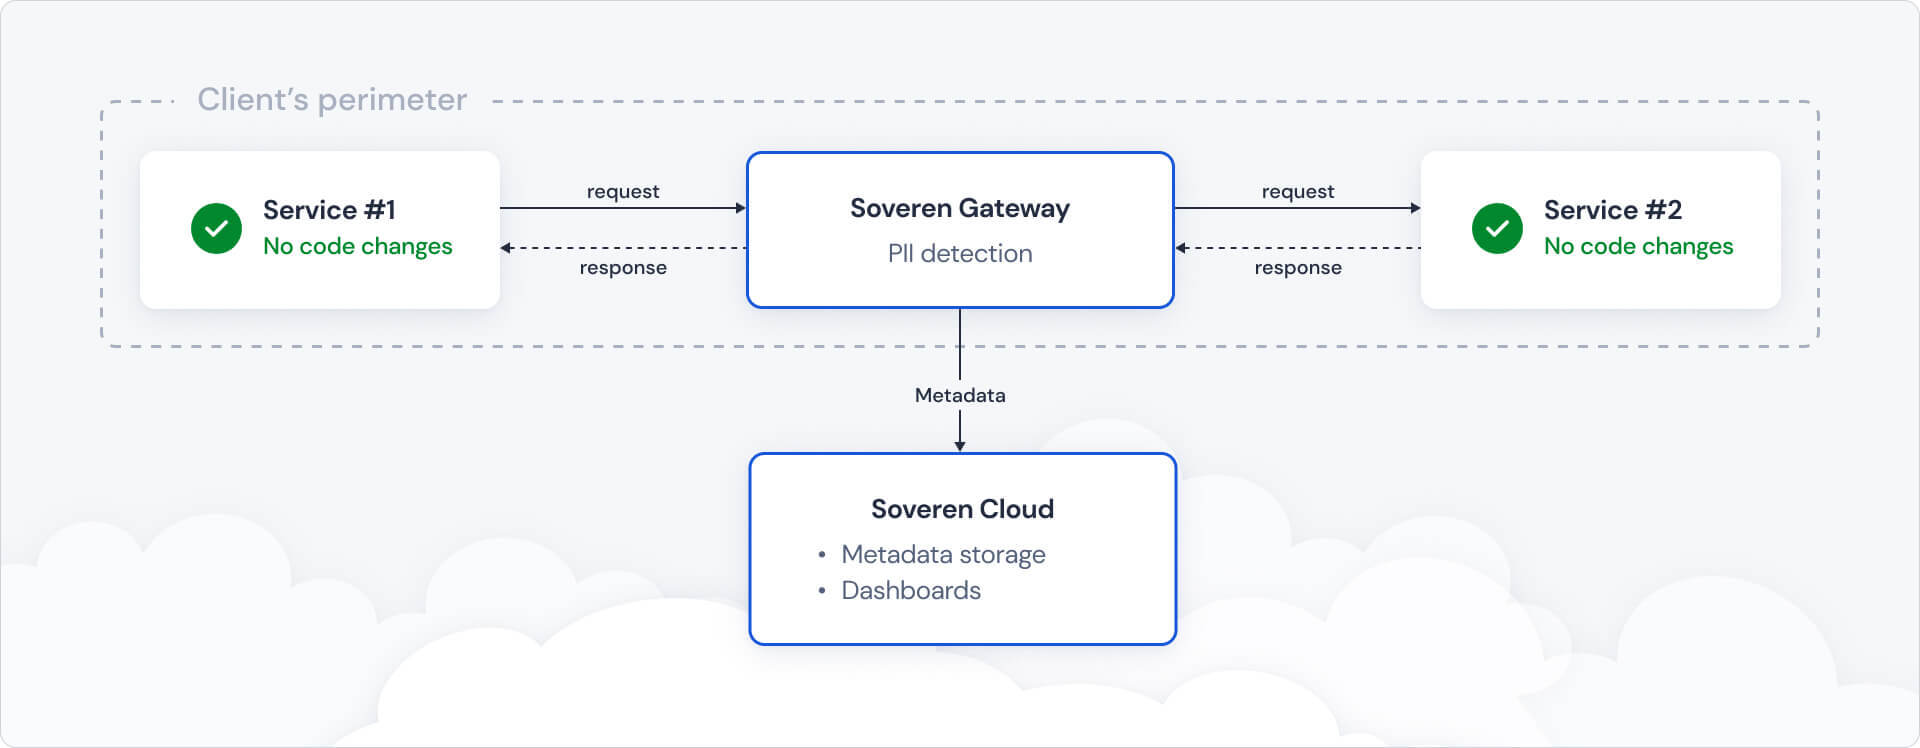 Client's perimeter
Service #1
No code changes
request
response
Soveren Gateway
PII detection
request
response
Service #2
No code changes
Metadata
Soveren Cloud
• Metadata storage
• Dashboards